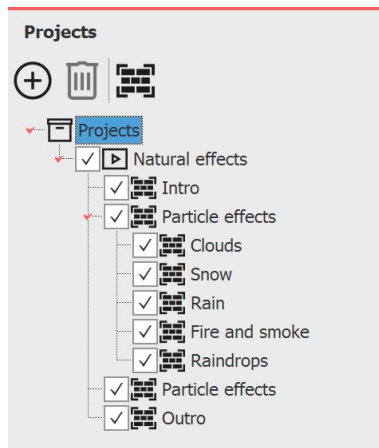 Projects
Projects
Natural effects
Intro
Particle effects
Clouds
Snow
Rain
Fire and smoke
Raindrops
Particle effects
Outro